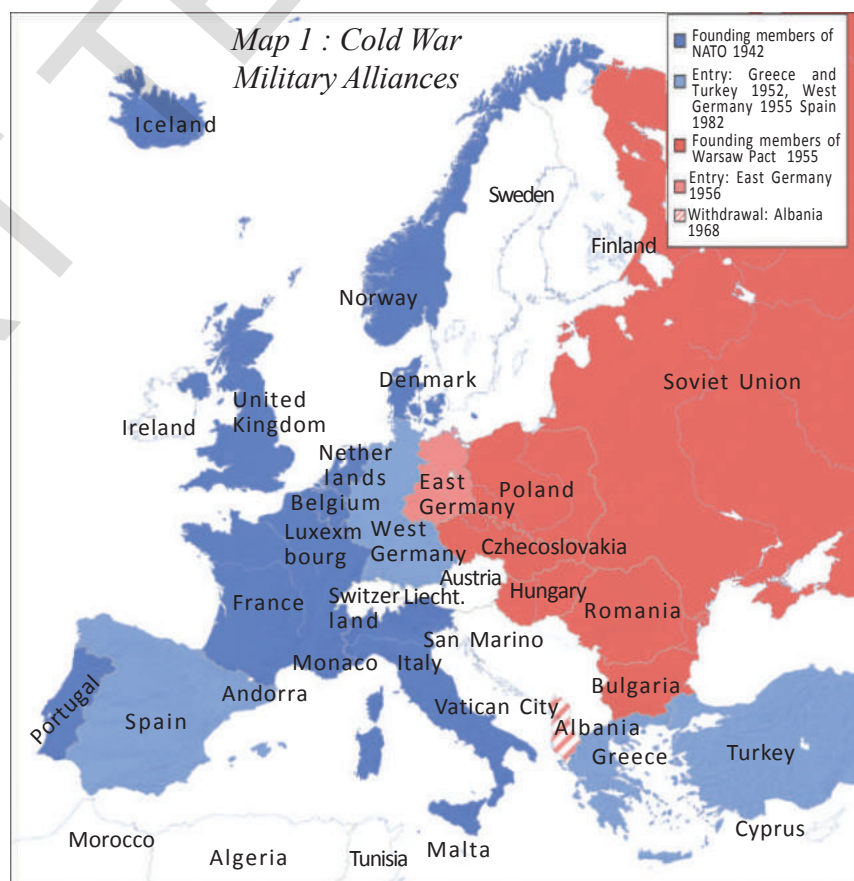 Map 1 : Cold War
Military Alliances
Founding members of
NATO 1942
Entry: Greece and
Turkey 1952, West
Germany 1955 Spain
1982
Founding members of
Warsaw Pact 1955
Entry: East Germany
1956
Withdrawal: Albania
1968
Iceland
Sweden
Finland
Norway
Soviet Union
Denmark
United
Kingdom
Ireland
Nether
lands
Belgium
East
Germany
Poland
Luxexm
bourg
West
Germany
Czhecoslovakia
Austria
France
Switzer
land
Liecht.
Hungary
Romania
San Marino
Monaco
Italy
Andorra
Bulgaria
Portugal
Spain
Vatican City
Albania
Greece
Turkey
Morocco
Algeria
Tunisia
Malta
Cyprus